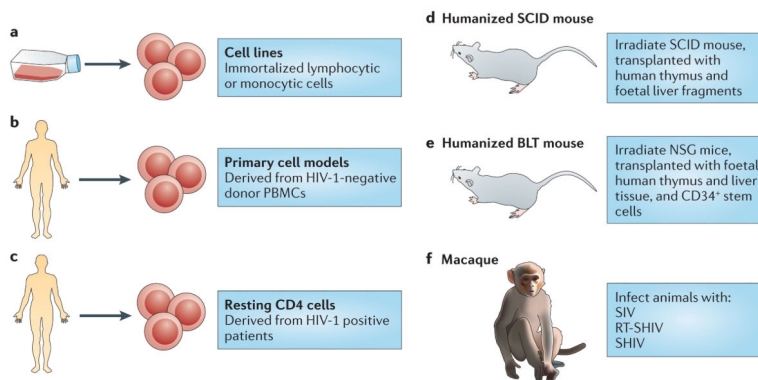 a
Cell lines
Immortalized lymphocytic
or monocytic cells
b
Primary cell models
Derived from HIV-1-negative
donor PBMCs
c
Resting CD4 cells
Derived from HIV-1 positive
patients
d Humanized SCID mouse
Irradiate SCID mouse,
transplanted with
human thymus and
foetal liver fragments
e Humanized BLT mouse
Irradiate NSG mice,
transplanted with foetal
human thymus and liver
tissue, and CD34⁺ stem
cells
f Macaque
Infect animals with:
SIV
RT-SHIV
SHIV